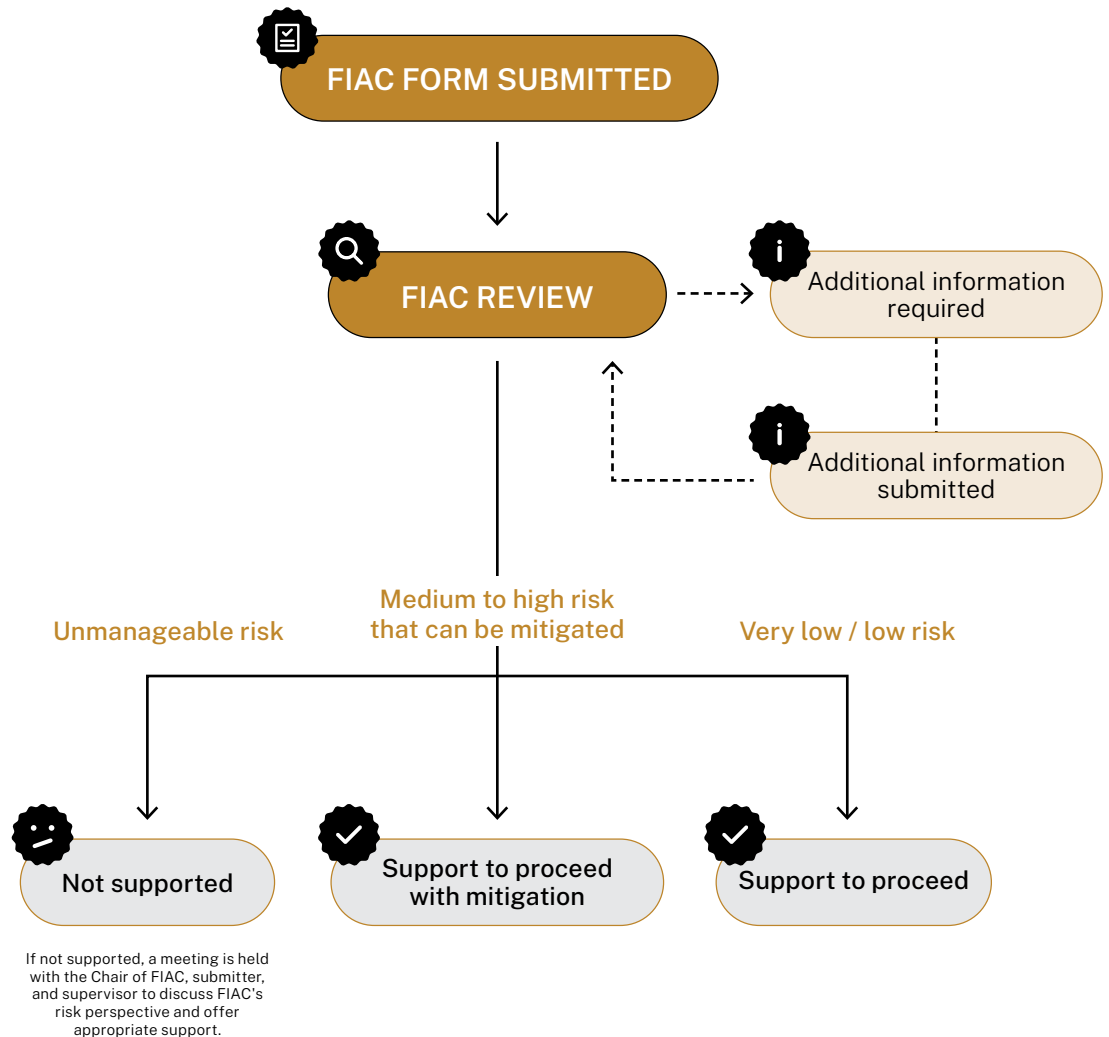 FIAC FORM SUBMITTED
FIAC REVIEW
Additional information
required
Additional information
submitted
Unmanageable risk
Medium to high risk
that can be mitigated
Very low / low risk
Not supported
Support to proceed
with mitigation
Support to proceed
If not supported, a meeting is held
with the Chair of FIAC, submitter,
and supervisor to discuss FIAC's
risk perspective and offer
appropriate support.